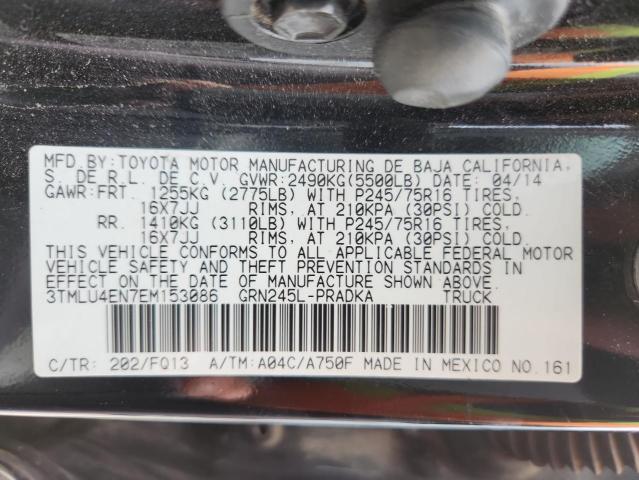 MFD.BY:TOYOTA MOTOR MANUFACTURING DE BAJA CALIFORNIA,
S. DE R.L. DE C.V. GVWR:2490KG(5500LB) DATE: 04/14
GAWR:FRT. 1255KG (2775LB) WITH P245/75R16 TIRES,
16X7JJ RIMS, AT 210KPA (30PSI) COLD.
RR. 1410KG (3110LB) WITH P245/75R16 TIRES,
16X7JJ RIMS, AT 210KPA (30PSI) COLD.
THIS VEHICLE CONFORMS TO ALL APPLICABLE FEDERAL MOTOR
VEHICLE SAFETY AND THEFT PREVENTION STANDARDS IN
EFFECT ON THE DATE OF MANUFACTURE SHOWN ABOVE.
3TMLU4EN7EM153086 GRN245L-PRADKA TRUCK
C/TR: 202/FQ13 A/TM:A04C/A750F MADE IN MEXICO NO.161